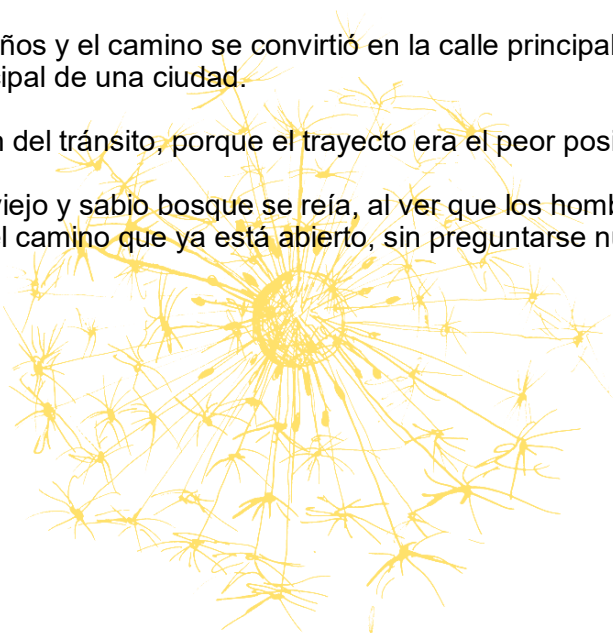 ños y el camino se convirtió en la calle principal
ipal de una ciudad.
n del tránsito, porque el trayecto era el peor posi
viejo y sabio bosque se reía, al ver que los homb
el camino que ya está abierto, sin preguntarse nu